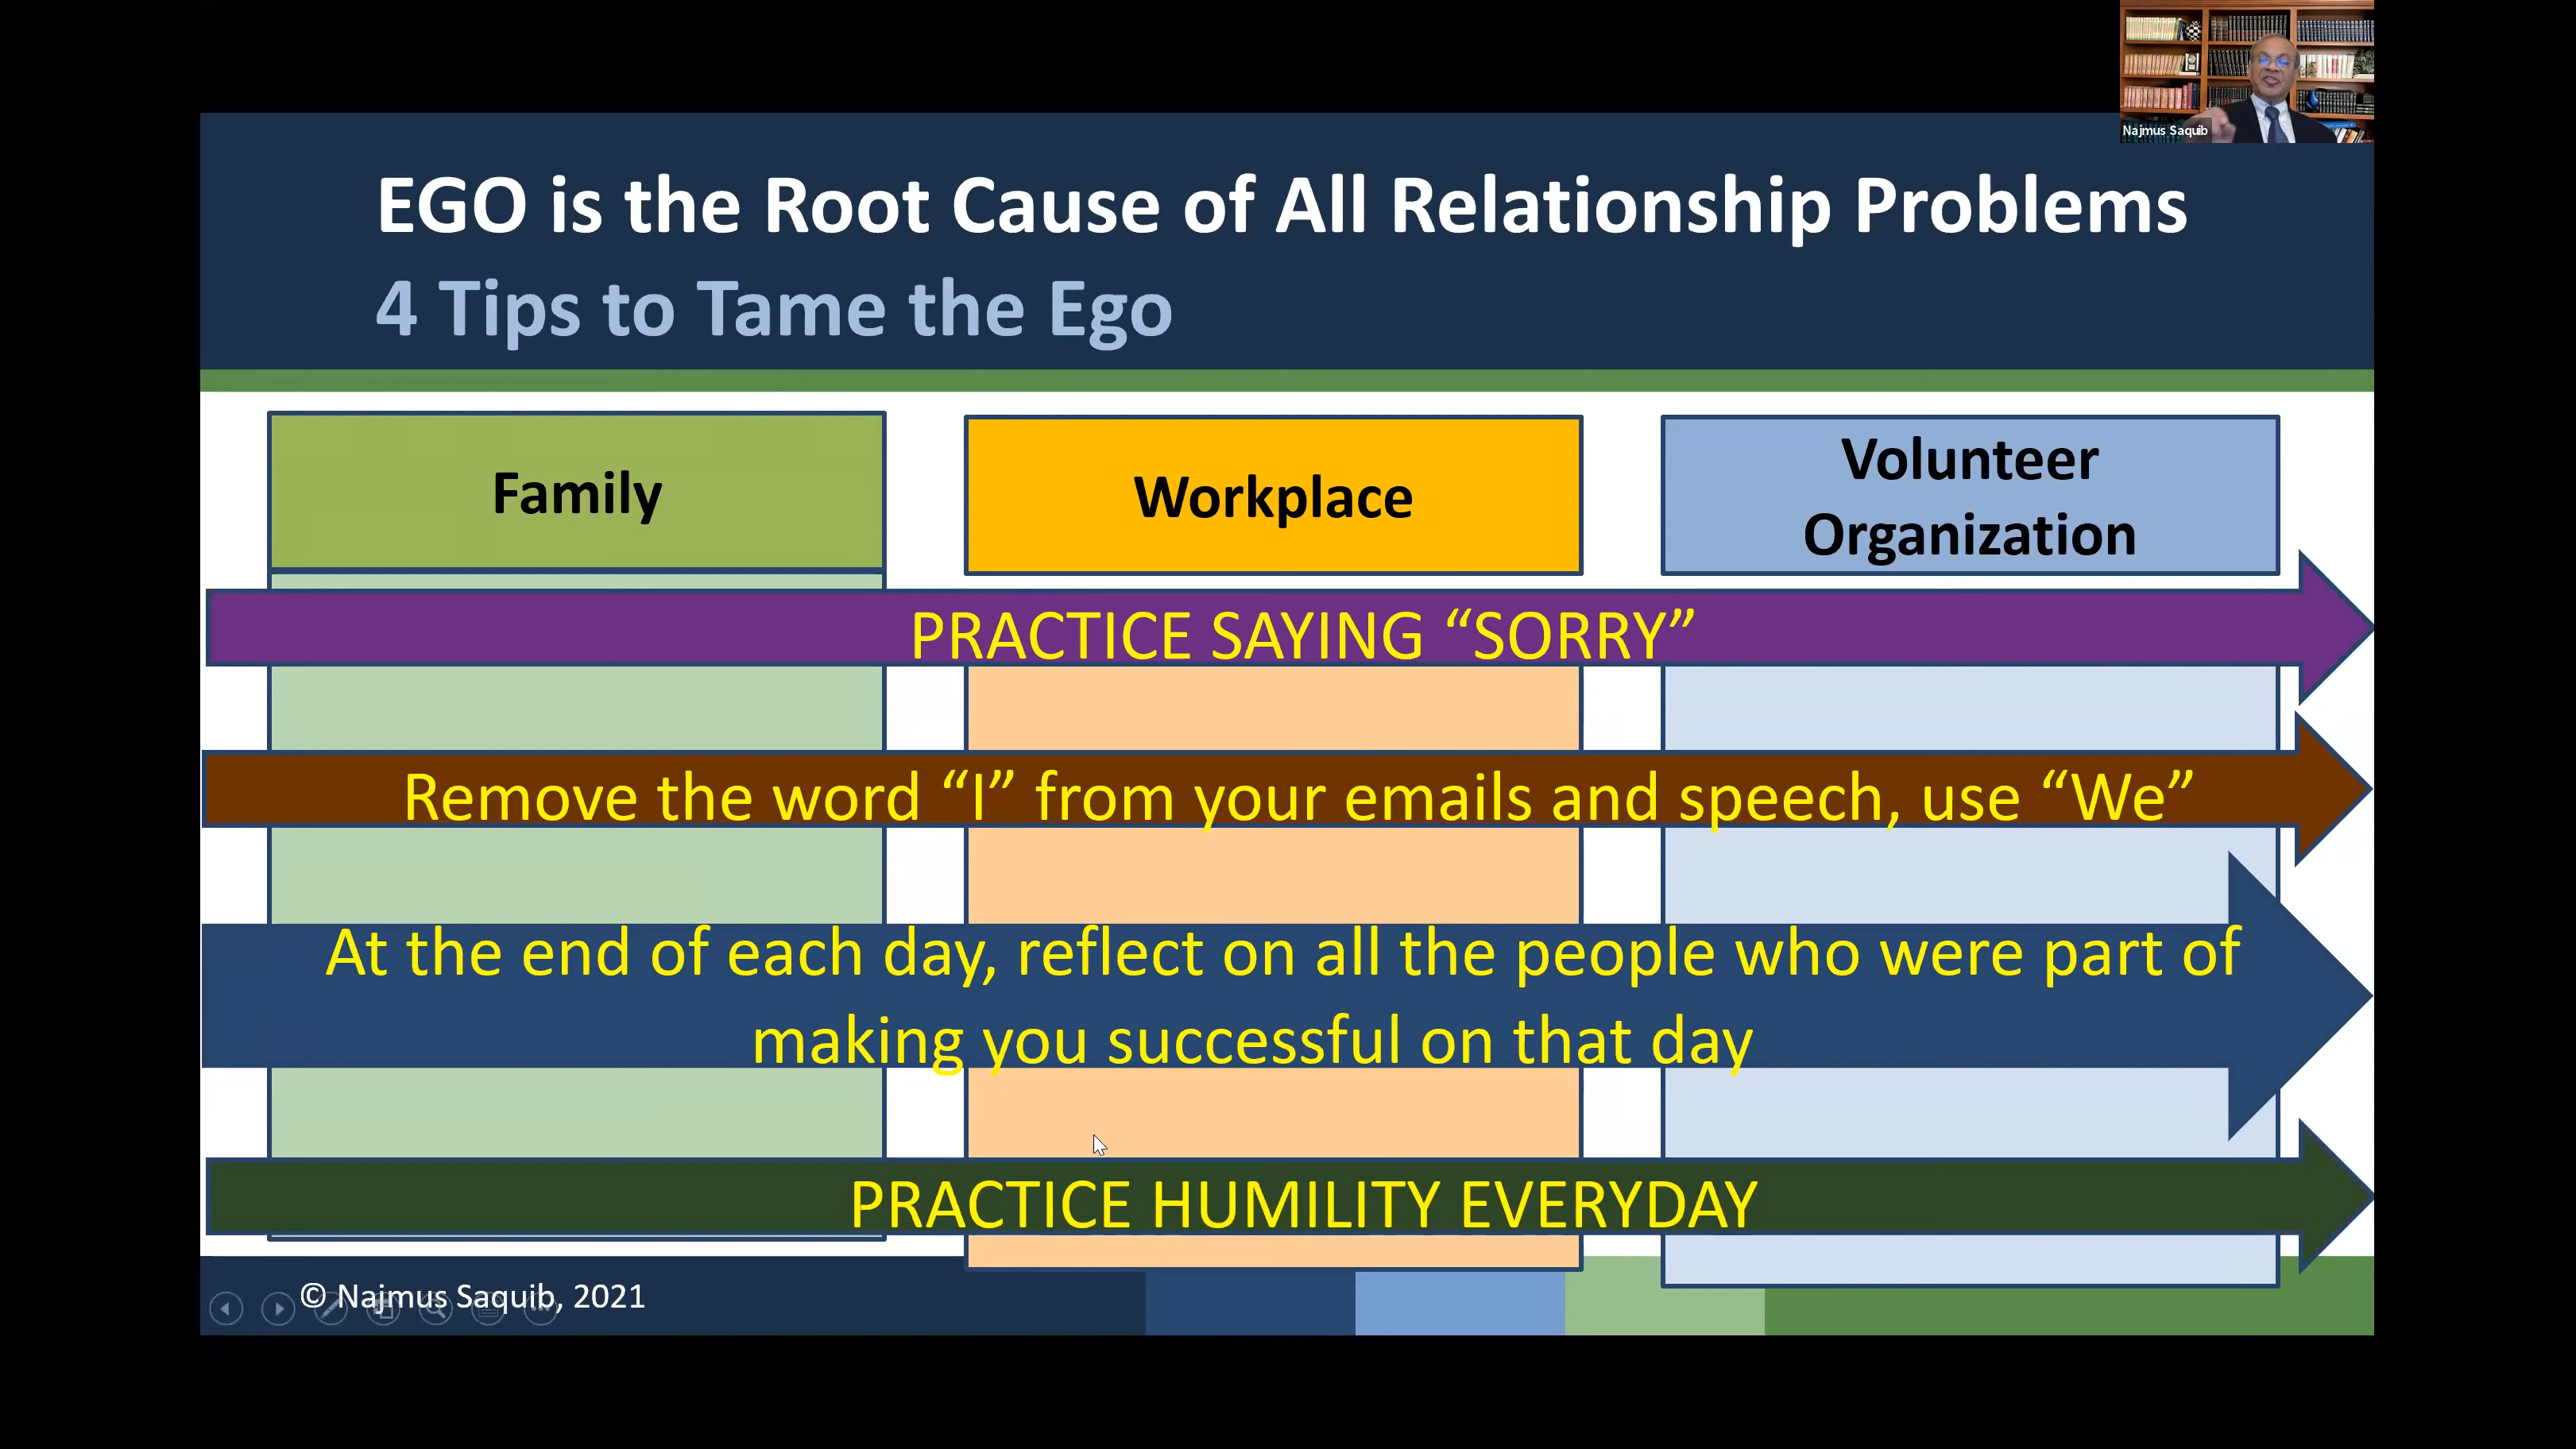 Najmus Saquib
EGO is the Root Cause of All Relationship Problems
4 Tips to Tame the Ego
Family
Workplace
Volunteer
Organization
PRACTICE SAYING “SORRY”
Remove the word “I” from your emails and speech, use “We”
At the end of each day, reflect on all the people who were part of
making you successful on that day
PRACTICE HUMILITY EVERYDAY
© Najmus Saquib, 2021